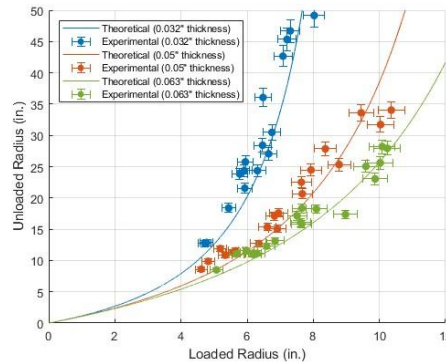 50
45
40
35
30
25
20
15
10
5
0
Unloaded Radius (in.)
Theoretical (0.032" thickness)
Experimental (0.032" thickness)
Theoretical (0.05" thickness)
Experimental (0.05" thickness)
Theoretical (0.063" thickness)
Experimental (0.063" thickness)
0 2 4 6 8 10 12
Loaded Radius (in.)